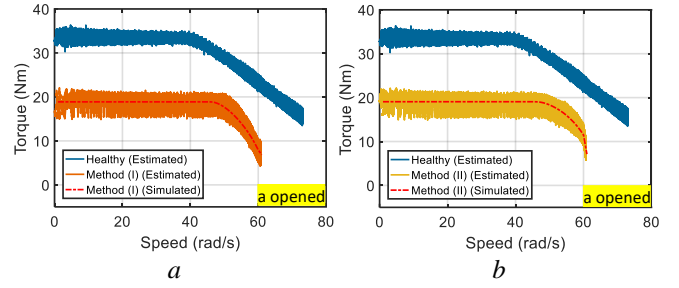 40
30
20
10
0
Torque (Nm)
Healthy (Estimated)
Method (I) (Estimated)
Method (I) (Simulated)
a opened
0 20 40 60 80
Speed (rad/s)
a
40
30
20
10
0
Torque (Nm)
Healthy (Estimated)
Method (II) (Estimated)
Method (II) (Simulated)
a opened
0 20 40 60 80
Speed (rad/s)
b